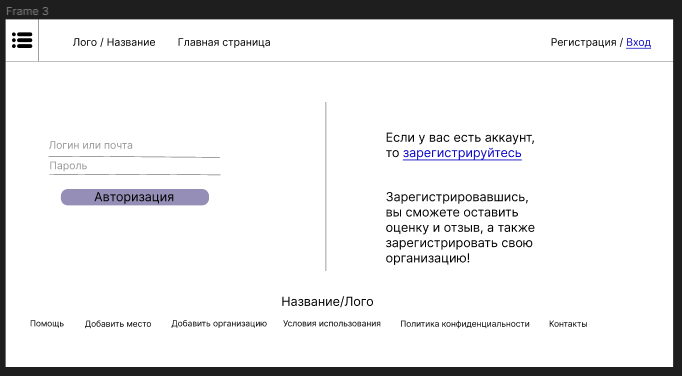 Frame 3
Лого / Название Главная страница Регистрация / Вход
Логин или почта
Пароль
Авторизация
Если у вас есть аккаунт,
то зарегистрируйтесь
Зарегистрировавшись,
вы сможете оставить
оценку и отзыв, а также
зарегистрировать свою
организацию!
Название/Лого
Помощь Добавить место Добавить организацию Условия использования Политика конфиденциальности Контакты